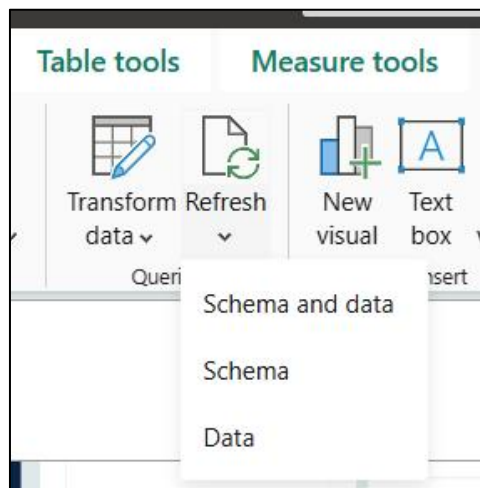 Table tools
Measure tools
Transform
data
Refresh
New
visual
A
Text
box
Schema and data
Schema
Data